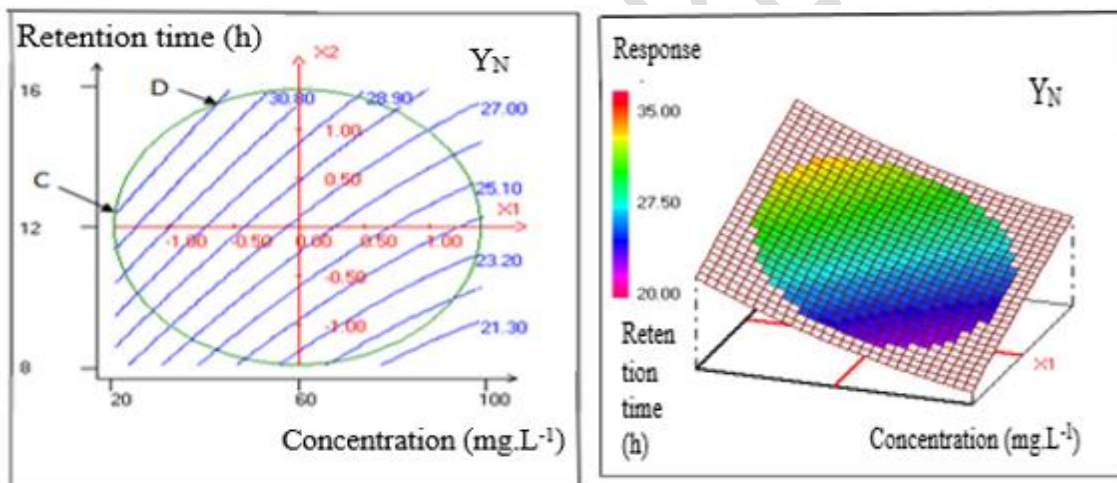 Retention time (h)
X2
Y_N
16
D
30.80
28.90
27.00
1.00
C
0.50
25.10
X1
12
-1.00
-0.50
0.00
0.50
1.00
-0.50
23.20
-1.00
21.30
8
20
60
100
Concentration (mg.L⁻¹)
Response
Y_N
35.00
27.50
20.00
Reten
tion
time
(h)
X1
Concentration (mg.L⁻¹)